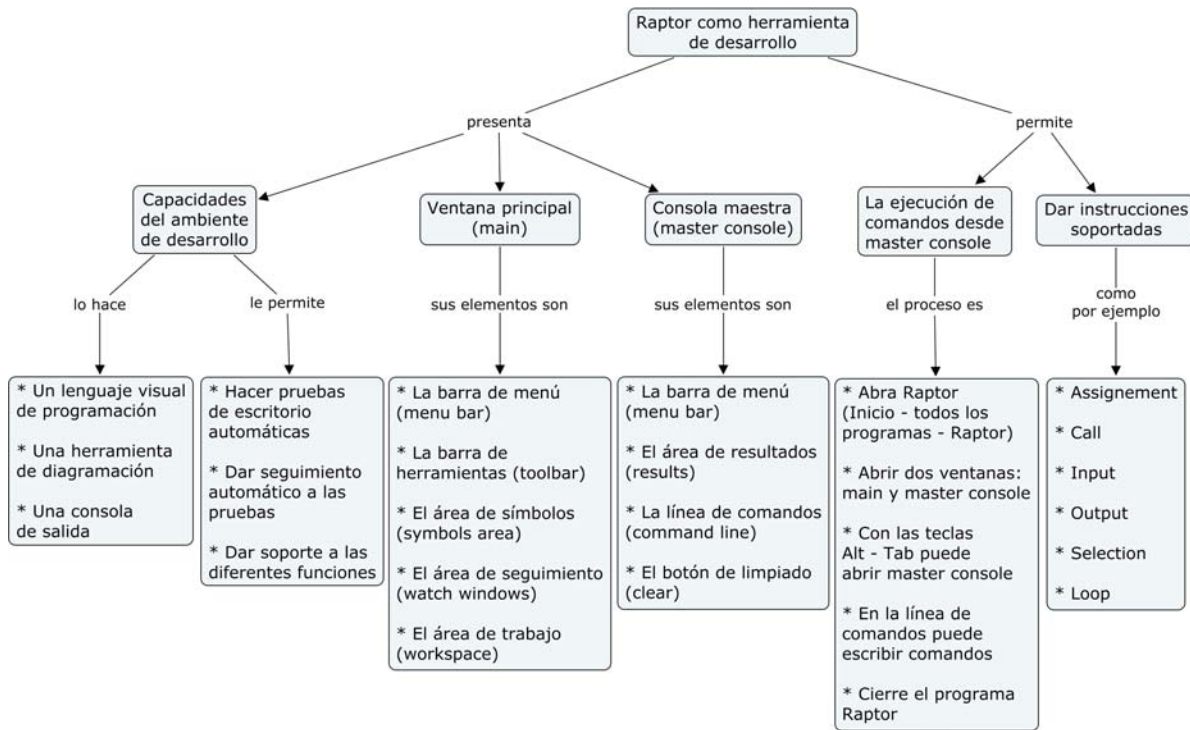 Raptor como herramienta
de desarrollo
presenta
permite
Capacidades
del ambiente
de desarrollo
Ventana principal
(main)
Consola maestra
(master console)
La ejecución de
comandos desde
master console
Dar instrucciones
soportadas
lo hace
le permite
sus elementos son
sus elementos son
el proceso es
como
por ejemplo
* Un lenguaje visual
de programación
* Una herramienta
de diagramación
* Una consola
de salida
* Hacer pruebas
de escritorio
automáticas
* Dar seguimiento
automático a las
pruebas
* Dar soporte a las
diferentes funciones
* La barra de menú
(menu bar)
* La barra de
herramientas (toolbar)
* El área de símbolos
(symbols area)
* El área de seguimiento
(watch windows)
* El área de trabajo
(workspace)
* La barra de menú
(menu bar)
* El área de resultados
(results)
* La línea de comandos
(command line)
* El botón de limpiado
(clear)
* Abra Raptor
(Inicio - todos los
programas - Raptor)
* Abrir dos ventanas:
main y master console
* Con las teclas
Alt - Tab puede
abrir master console
* En la línea de
comandos puede
escribir comandos
* Cierre el programa
Raptor
* Assignement
* Call
* Input
* Output
* Selection
* Loop